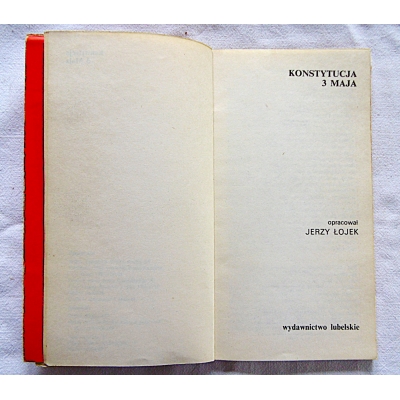 KONSTYTUCJA
3 MAJA
opracował
JERZY ŁOJEK
wydawnictwo lubelskie